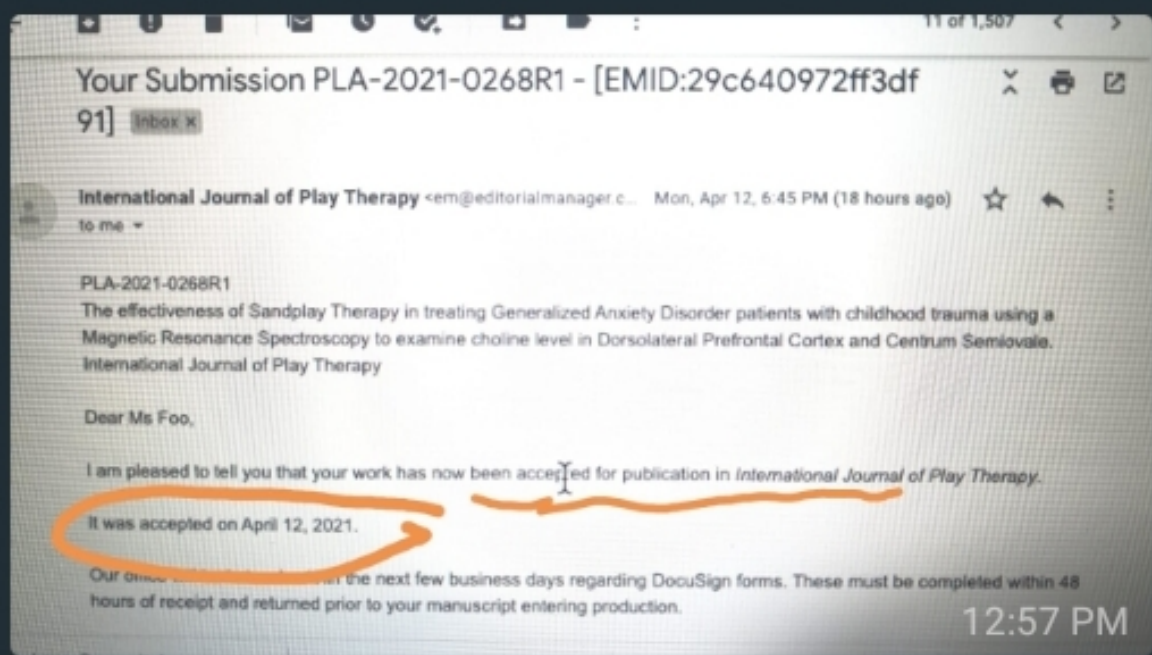 11 of 1,507
Your Submission PLA-2021-0268R1 - [EMID:29c640972ff3df
91] Inbox x
International Journal of Play Therapy <em@editorialmanager.c... Mon, Apr 12, 6:45 PM (18 hours ago)
to me
PLA-2021-0268R1
The effectiveness of Sandplay Therapy in treating Generalized Anxiety Disorder patients with childhood trauma using a
Magnetic Resonance Spectroscopy to examine choline level in Dorsolateral Prefrontal Cortex and Centrum Semiovale.
International Journal of Play Therapy
Dear Ms Foo,
I am pleased to tell you that your work has now been accepted for publication in International Journal of Play Therapy.
It was accepted on April 12, 2021.
Our the next few business days regarding DocuSign forms. These must be completed within 48
hours of receipt and returned prior to your manuscript entering production.
12:57 PM